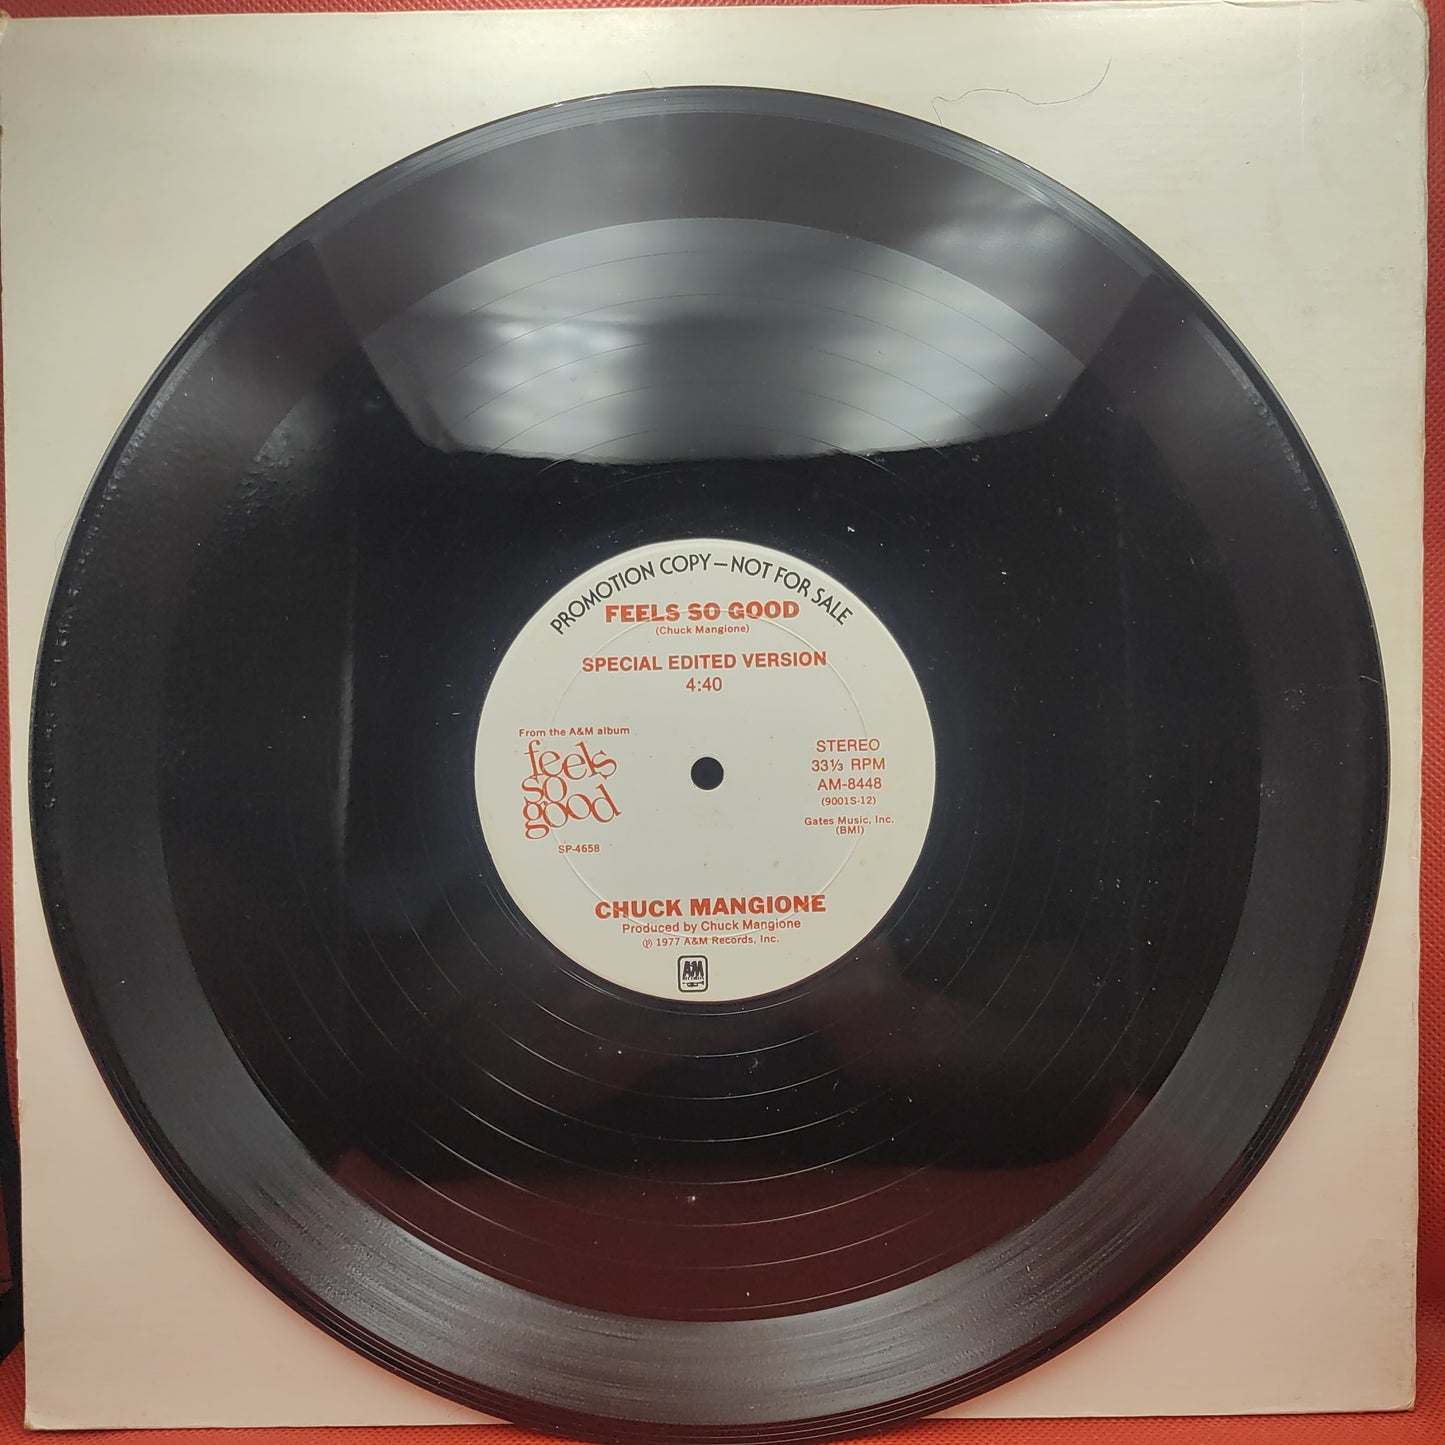 PROMOTION COPY—NOT FOR SALE
FEELS SO GOOD
(Chuck Mangione)
SPECIAL EDITED VERSION
4:40
From the A&M album
feels
so
good
SP-4658
STEREO
33⅓ RPM
AM-8448
(9001S-12)
Gates Music, Inc.
(BMI)
CHUCK MANGIONE
Produced by Chuck Mangione
℗ 1977 A&M Records, Inc.
A&M